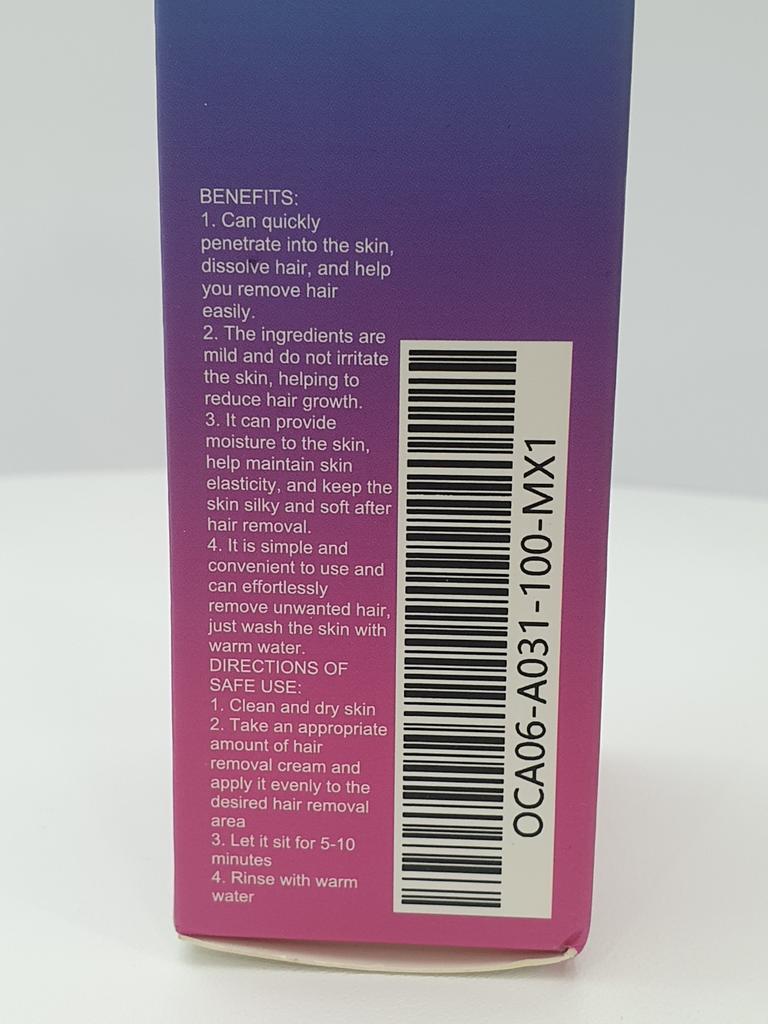 BENEFITS:
1. Can quickly
penetrate into the skin,
dissolve hair, and help
you remove hair
easily.
2. The ingredients are
mild and do not irritate
the skin, helping to
reduce hair growth.
3. It can provide
moisture to the skin,
help maintain skin
elasticity, and keep the
skin silky and soft after
hair removal.
4. It is simple and
convenient to use and
can effortlessly
remove unwanted hair,
just wash the skin with
warm water.
DIRECTIONS OF
SAFE USE:
1. Clean and dry skin
2. Take an appropriate
amount of hair
removal cream and
apply it evenly to the
desired hair removal
area
3. Let it sit for 5-10
minutes
4. Rinse with warm
water
OCA06-A031-100-MX1